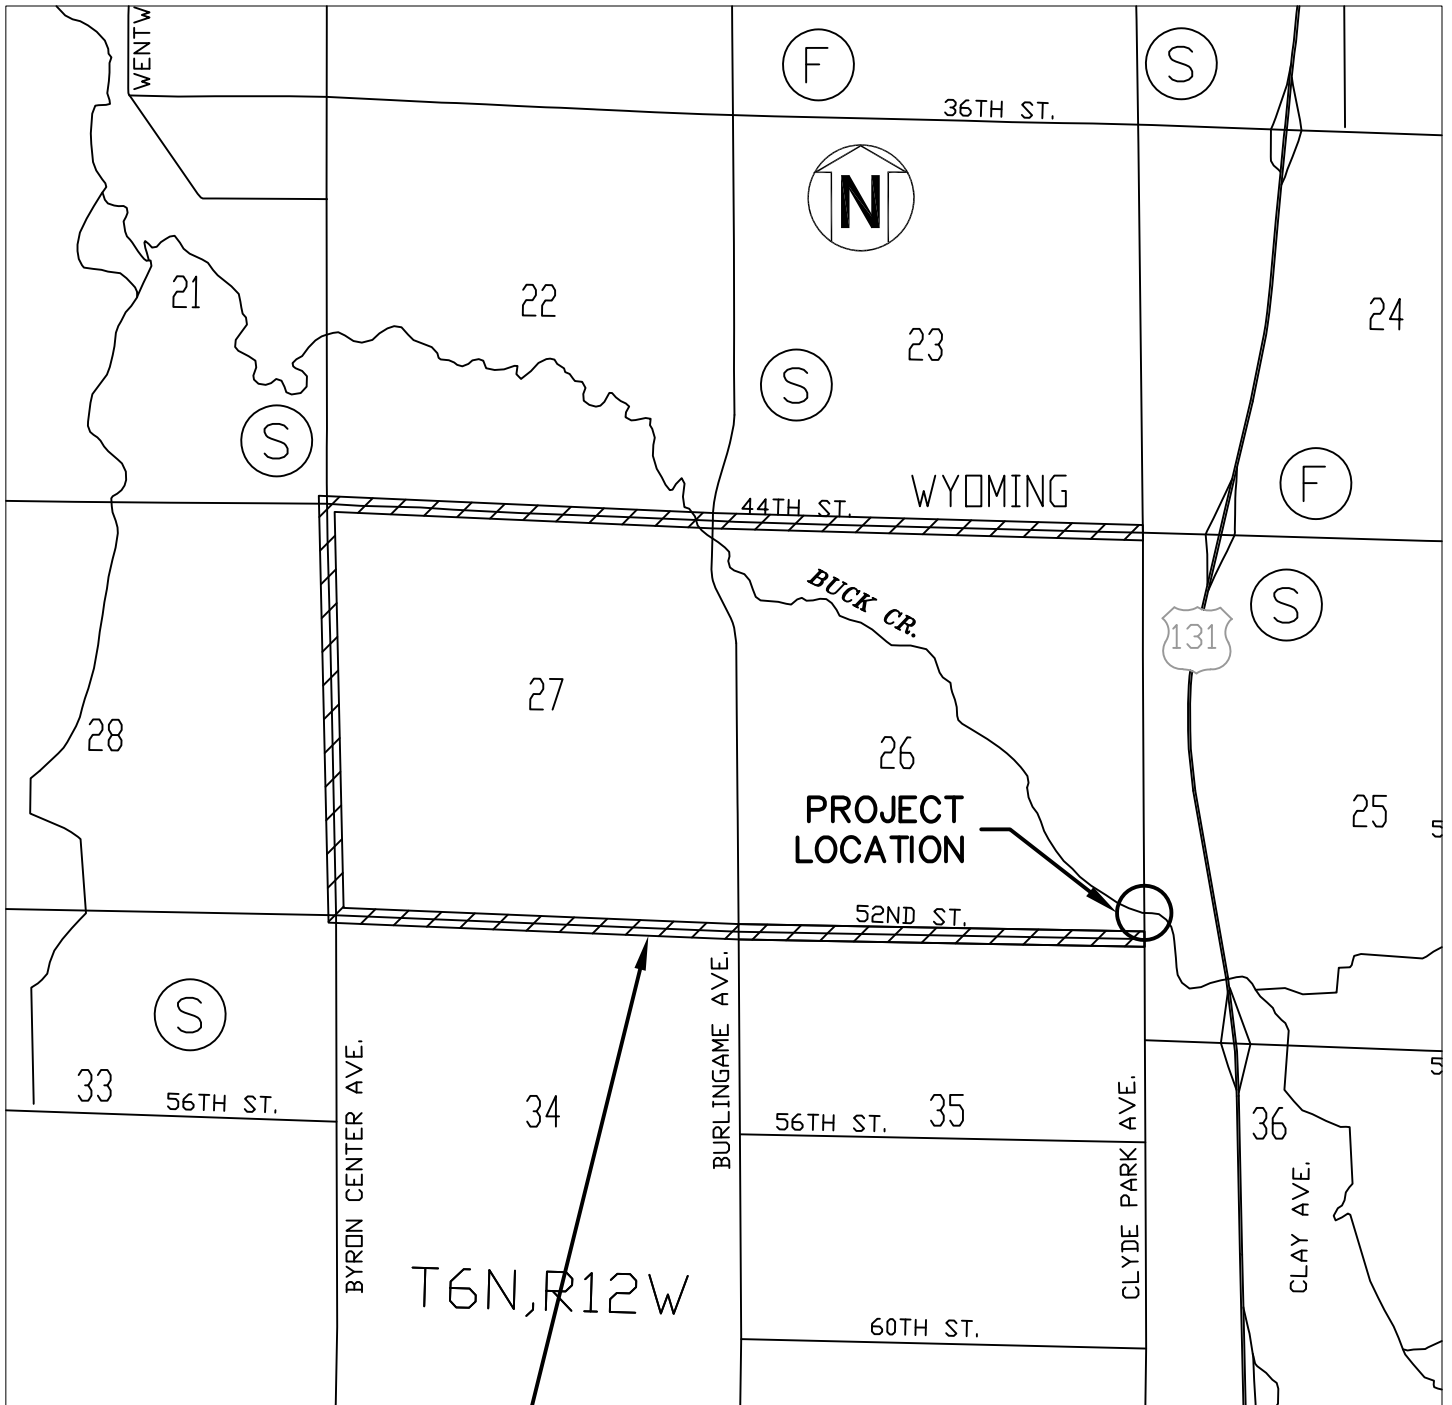 WENTW
F
S
36TH ST.
N
21
22
23
24
S
S
F
WYOMING
44TH ST.
BUCK CR.
S
131
27
28
26
25
PROJECT
LOCATION
5
52ND ST.
S
BYRON CENTER AVE.
BURLINGAME AVE.
CLYDE PARK AVE.
CLAY AVE.
33
56TH ST.
34
56TH ST.
35
36
5
T6N,R12W
60TH ST.